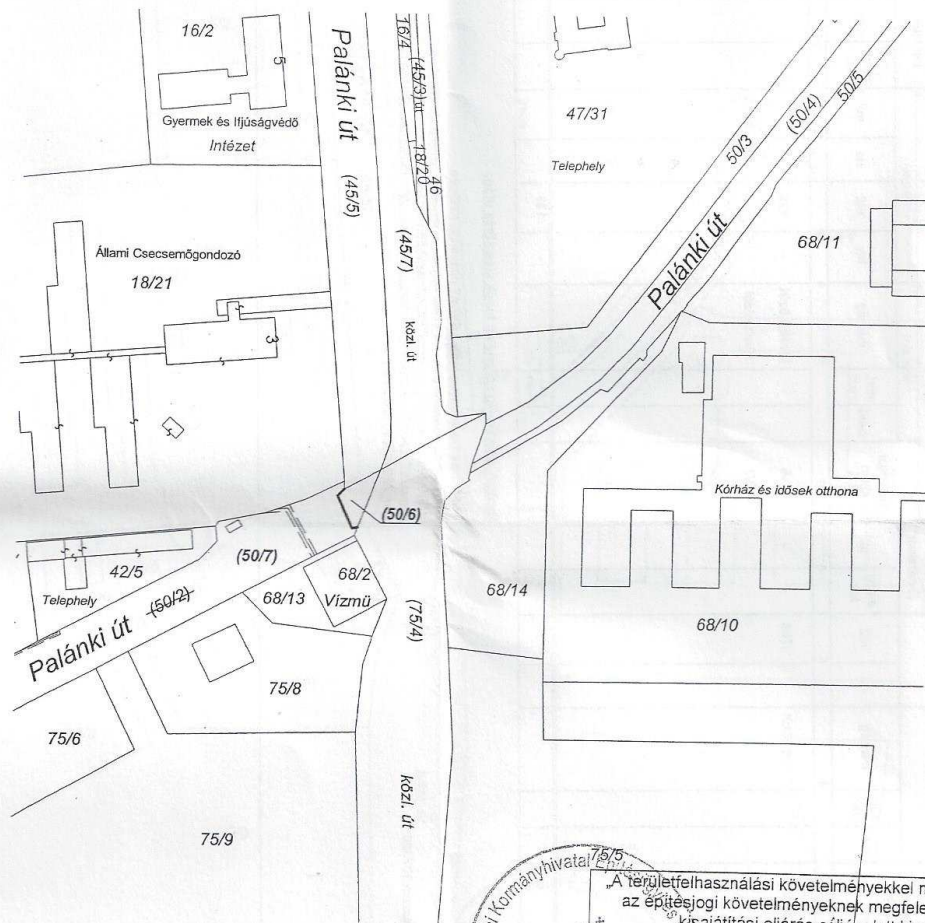 16/2
5
Gyermek és Ifjúságvédő
Intézet
Palánki út
(45/5)
16/4
(45/3) út
18/20
46
(45/7)
közl. út
47/31
Telephely
50/3
(50/4)
50/5
Palánki út
68/11
Állami Csecsemőgondozó
18/21
3
Kórház és idősek otthona
(50/6)
(50/7)
42/5
Telephely
(50/2)
Palánki út
68/2
Vízmű
68/13
68/14
(75/4)
68/10
75/8
75/6
közl. út
75/9
75/5
Kormányhivatal
„A területfelhasználási követelményekkel
az építésjogi követelményeknek
kisajátítási eljárás